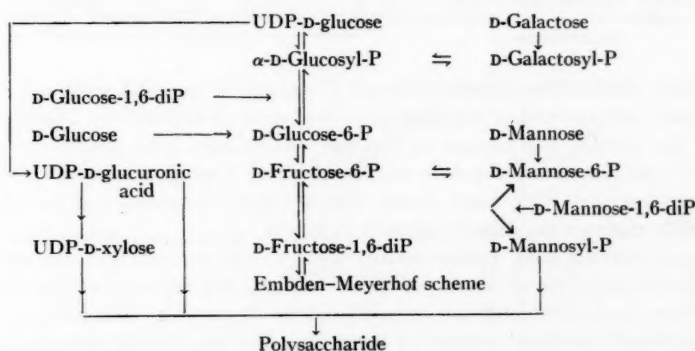 UDP-D-glucose D-Galactose
α-D-Glucosyl-P ⇋ D-Galactosyl-P
D-Glucose-1,6-diP
D-Glucose D-Glucose-6-P D-Mannose
UDP-D-glucuronic acid D-Fructose-6-P ⇋ D-Mannose-6-P
D-Mannose-1,6-diP
UDP-D-xylose D-Fructose-1,6-diP D-Mannosyl-P
Embden–Meyerhof scheme
Polysaccharide